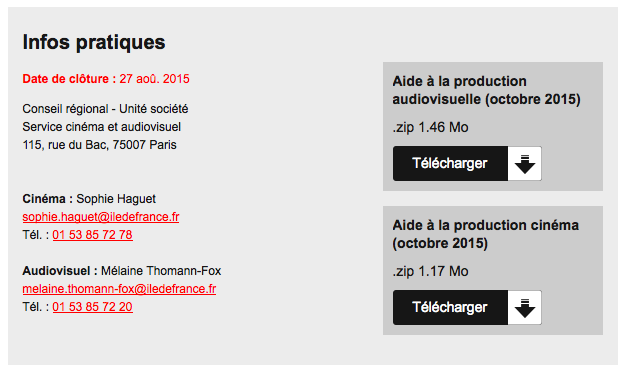 Infos pratiques
Date de clôture : 27 aoû. 2015
Conseil régional - Unité société
Service cinéma et audiovisuel
115, rue du Bac, 75007 Paris
Cinéma : Sophie Haguet
sophie.haguet@iledefrance.fr
Tél. : 01 53 85 72 78
Audiovisuel : Mélaine Thomann-Fox
melaine.thomann-fox@iledefrance.fr
Tél. : 01 53 85 72 20
Aide à la production
audiovisuelle (octobre 2015)
.zip 1.46 Mo
Télécharger
Aide à la production cinéma
(octobre 2015)
.zip 1.17 Mo
Télécharger